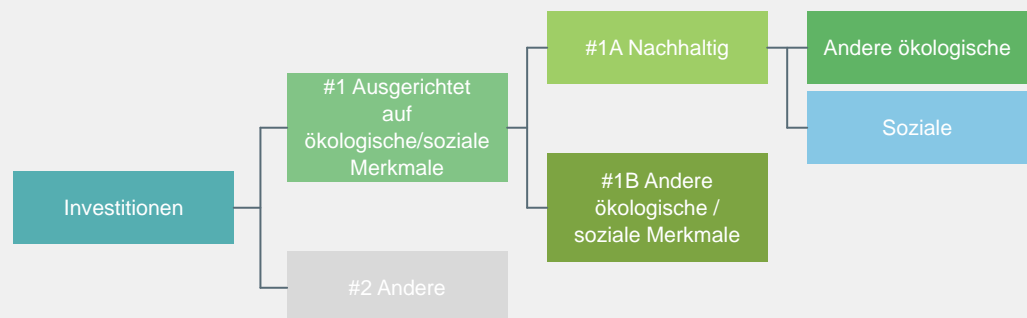 #1A Nachhaltig
Andere ökologische
#1 Ausgerichtet
auf
ökologische/soziale
Merkmale
Soziale
#1B Andere
ökologische /
soziale Merkmale
Investitionen
#2 Andere